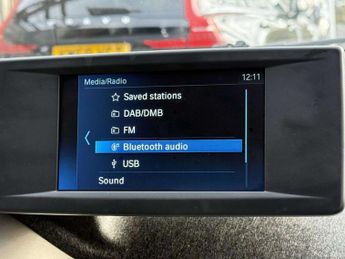 Media/Radio 12:11
Saved stations
DAB/DMB
FM
Bluetooth audio
USB
Sound